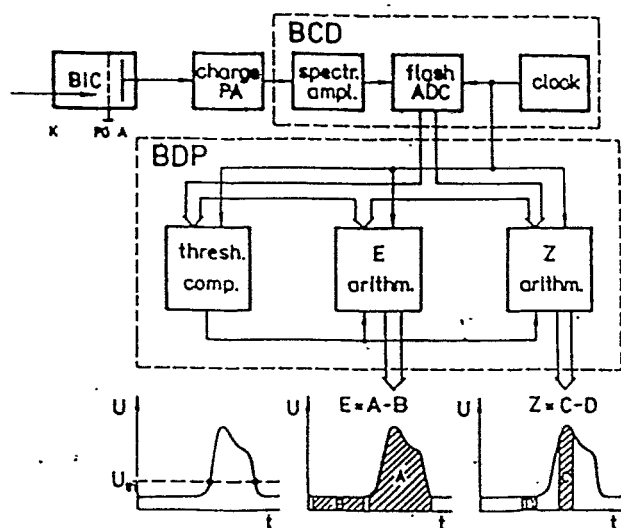 BCD
BIC
charge
PA
spectr.
ampl.
flash
ADC
clock
K PG A
BDP
thresh.
comp.
E
arithm.
Z
arithm.
U
U E=A-B
U Z=C-D
A
B
C
D
t
t
t